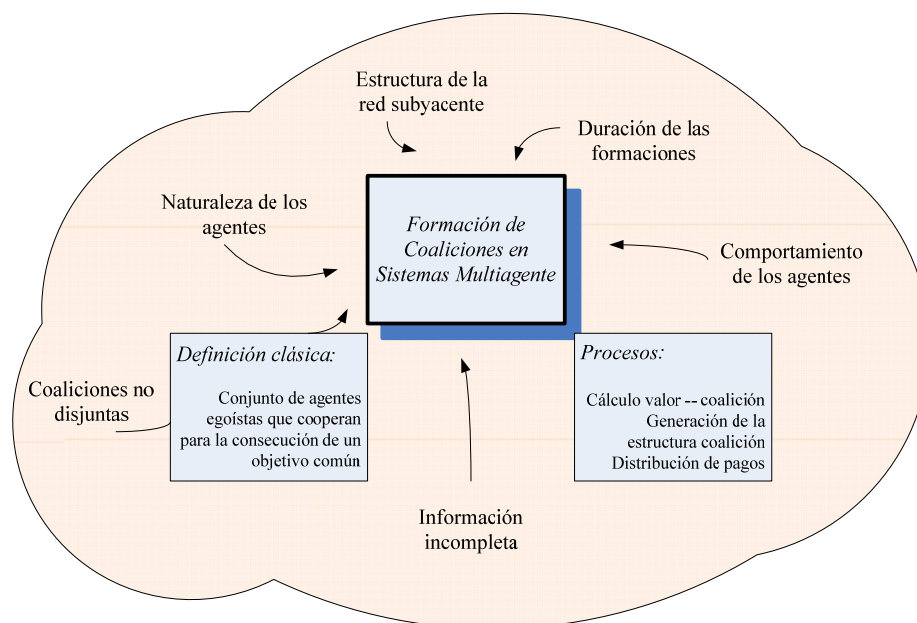 Estructura de la
red subyacente
Duración de las
formaciones
Naturaleza de los
agentes
Formación de
Coaliciones en
Sistemas Multiagente
Comportamiento
de los agentes
Definición clásica:
Conjunto de agentes
egoístas que cooperan
para la consecución de un
objetivo común
Procesos:
Cálculo valor -- coalición
Generación de la
estructura coalición
Distribución de pagos
Coaliciones no
disjuntas
Información
incompleta